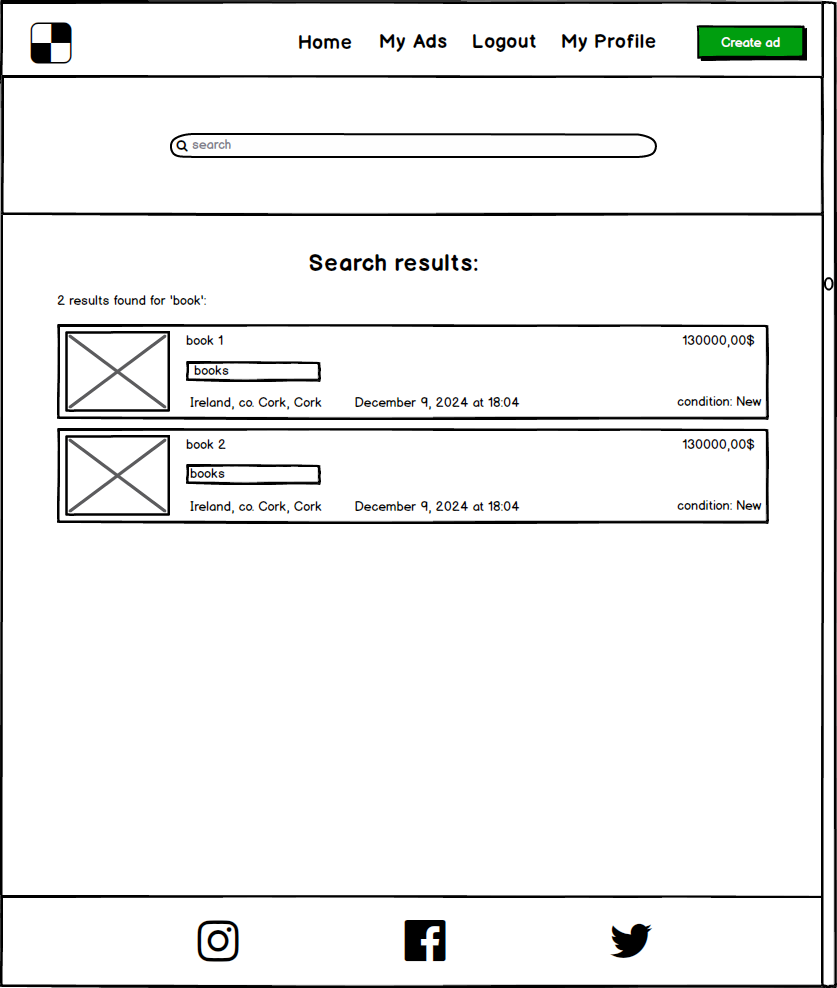 Home My Ads Logout My Profile Create ad
search
Search results:
2 results found for 'book':
book 1 130000,00$
books
Ireland, co. Cork, Cork December 9, 2024 at 18:04 condition: New
book 2 130000,00$
books
Ireland, co. Cork, Cork December 9, 2024 at 18:04 condition: New